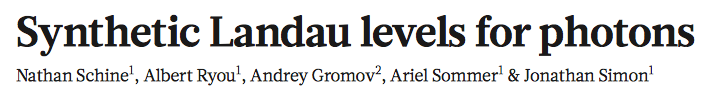 Synthetic Landau levels for photons
Nathan Schine¹, Albert Ryou¹, Andrey Gromov², Ariel Sommer¹ & Jonathan Simon¹